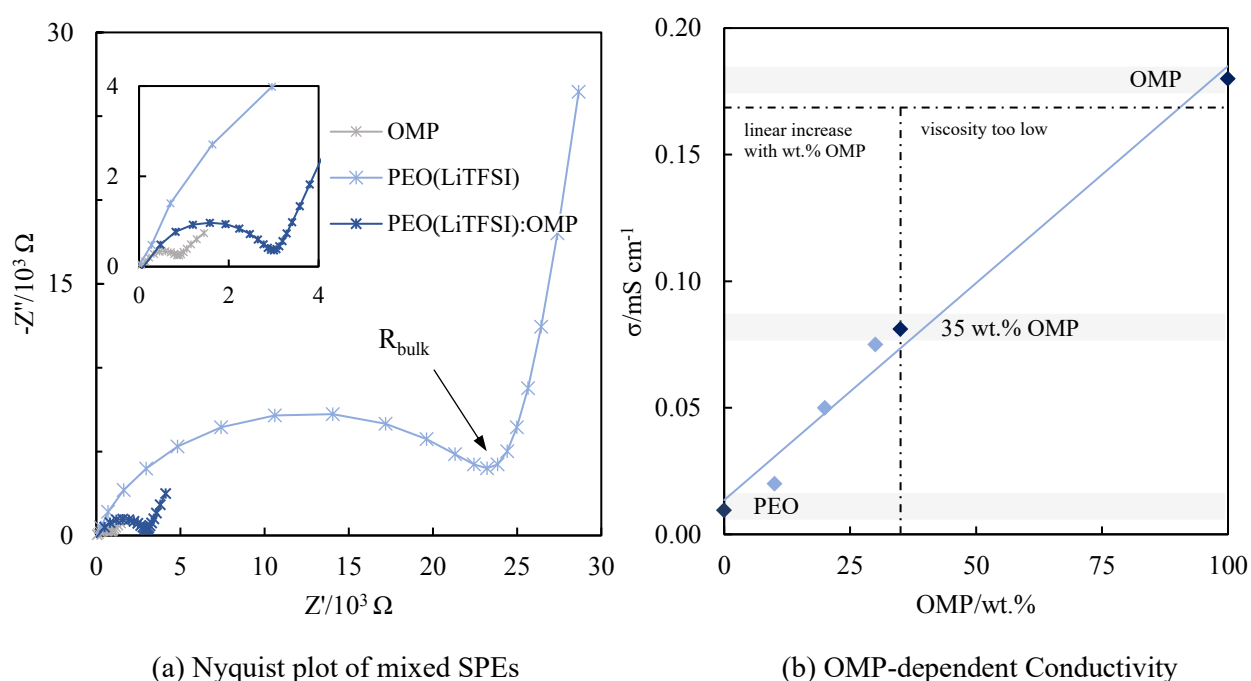 30
15
0
-Z''/10³ Ω
4
2
0
0
2
4
OMP
PEO(LiTFSI)
PEO(LiTFSI):OMP
R_bulk
0
5
10
15
20
25
30
Z'/10³ Ω
(a) Nyquist plot of mixed SPEs
0.20
0.15
0.10
0.05
0.00
σ/mS cm⁻¹
OMP
linear increase
with wt.% OMP
viscosity too low
35 wt.% OMP
PEO
0
25
50
75
100
OMP/wt.%
(b) OMP-dependent Conductivity